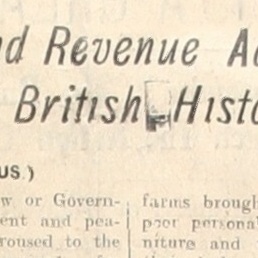 nd Revenue A
British Histo
US.)
w or Govern-
ent and pea-
roused to the
farms brough
poor personal
niture and